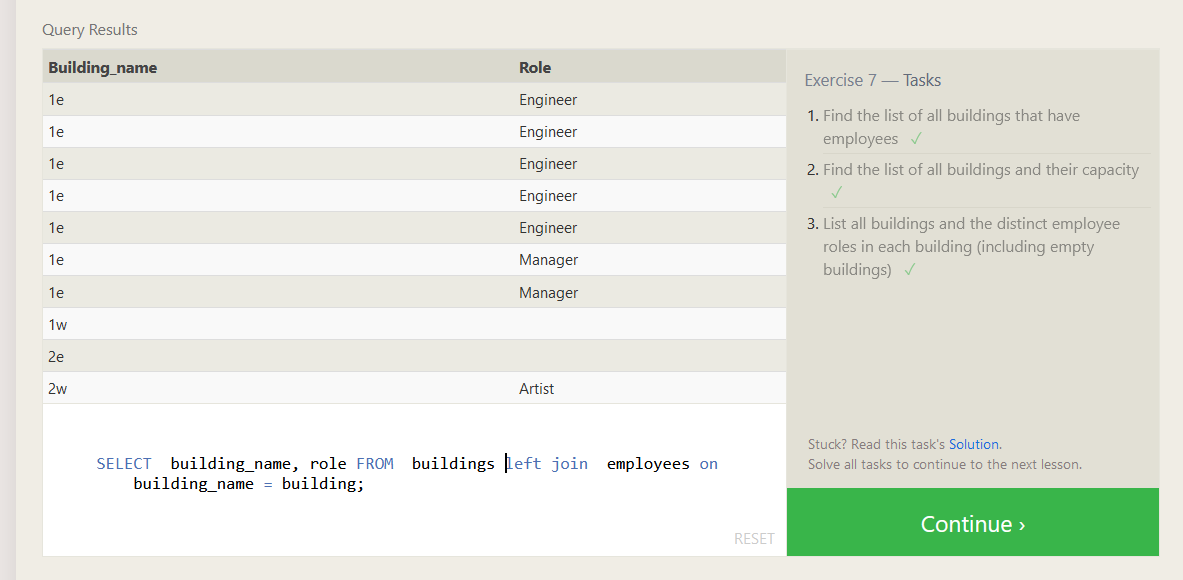 Query Results
Building_name Role
1e Engineer
1e Engineer
1e Engineer
1e Engineer
1e Engineer
1e Manager
1e Manager
1w
2e
2w Artist
SELECT  building_name, role FROM  buildings left join  employees on
building_name = building;
RESET
Exercise 7 — Tasks
1. Find the list of all buildings that have
employees ✓
2. Find the list of all buildings and their capacity
✓
3. List all buildings and the distinct employee
roles in each building (including empty
buildings) ✓
Stuck? Read this task's Solution.
Solve all tasks to continue to the next lesson.
Continue ›